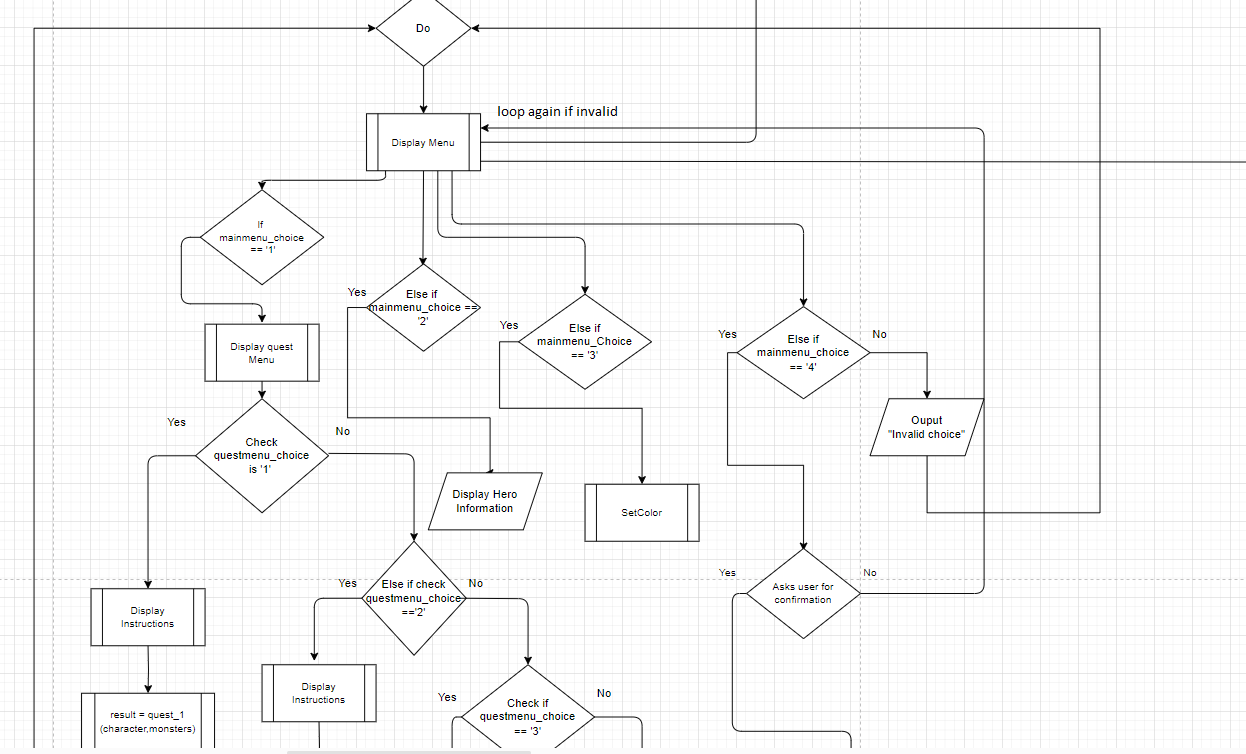 Do
loop again if invalid
Display Menu
If
mainmenu_choice
== '1'
Yes
Else if
mainmenu_choice ==
'2'
Yes
Else if
mainmenu_Choice
== '3'
Yes
Else if
mainmenu_choice
== '4'
No
Display quest
Menu
Ouput
"Invalid choice"
Yes
Check
questmenu_choice
is '1'
No
Display Hero
Information
SetColor
Yes
Else if check
questmenu_choice
=='2'
No
Yes
Asks user for
confirmation
No
Display
Instructions
Display
Instructions
Yes
Check if
questmenu_choice
== '3'
No
result = quest_1
(character,monsters)